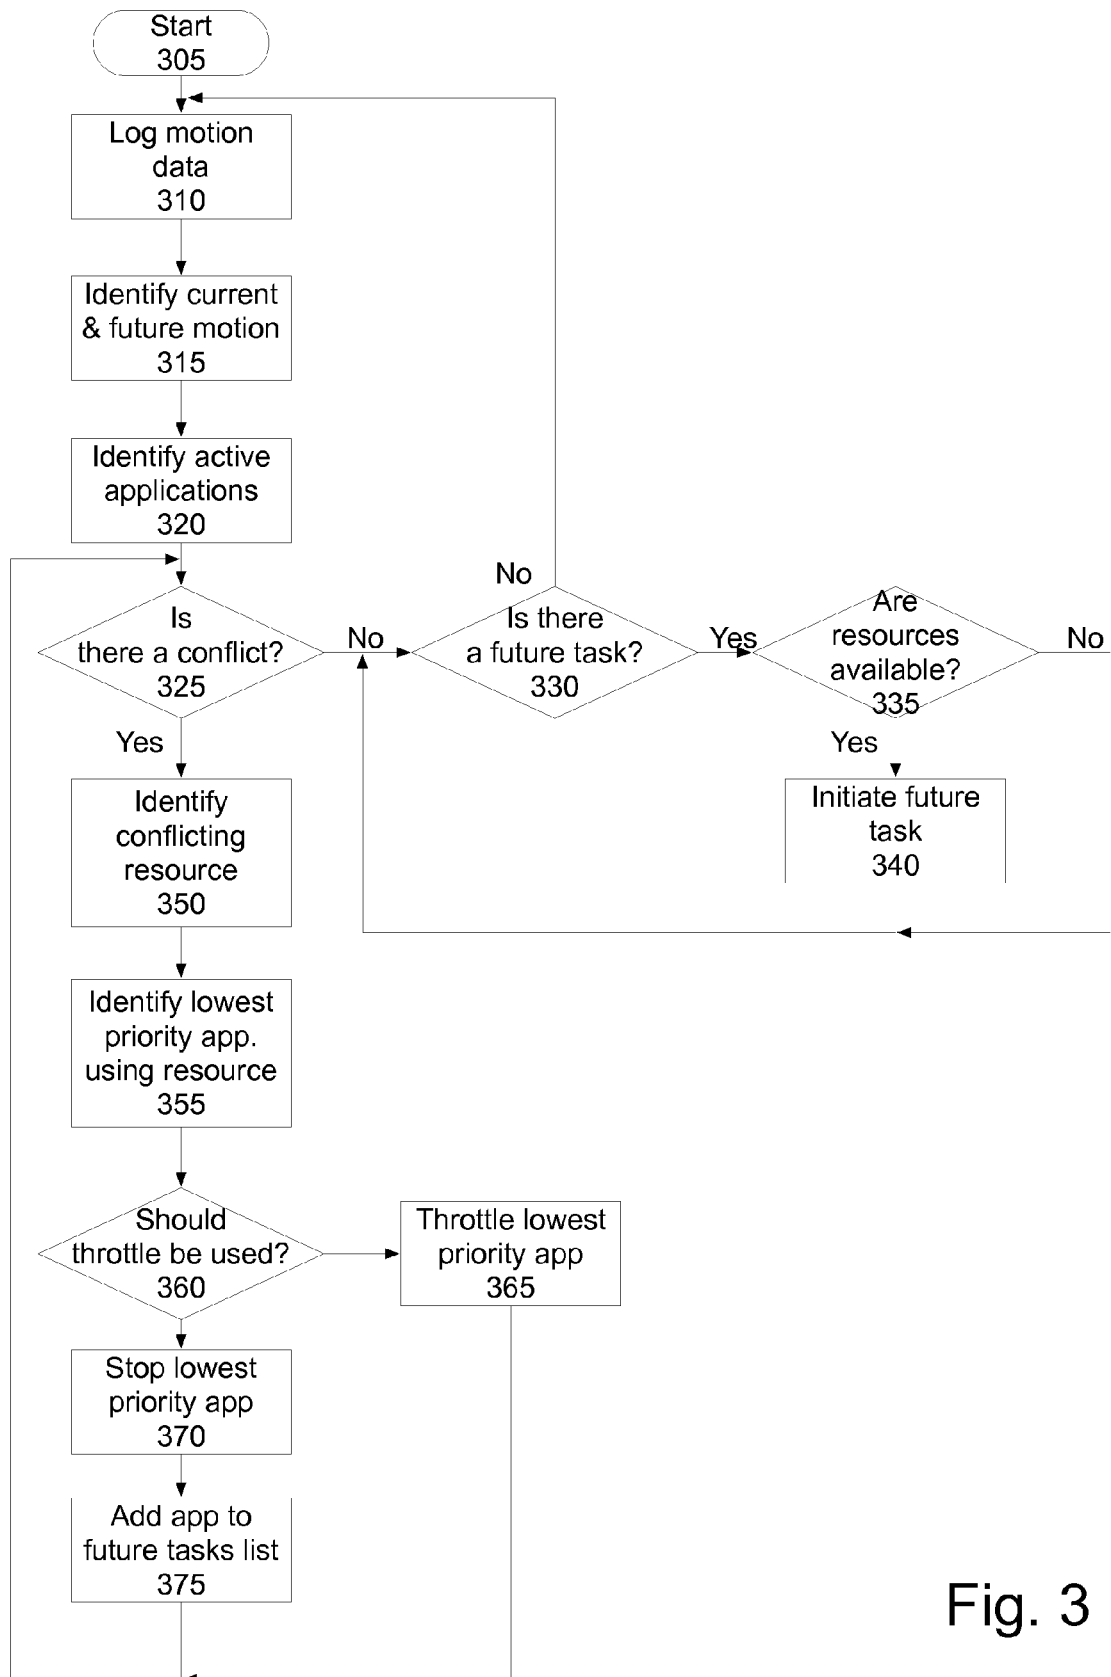 Start
305
Log motion
data
310
Identify current
& future motion
315
Identify active
applications
320
Is
there a conflict?
325
No
No
Is there
a future task?
330
Yes
Are
resources
available?
335
No
Yes
Initiate future
task
340
Yes
Identify
conflicting
resource
350
Identify lowest
priority app.
using resource
355
Should
throttle be used?
360
Throttle lowest
priority app
365
Stop lowest
priority app
370
Add app to
future tasks list
375
Fig. 3